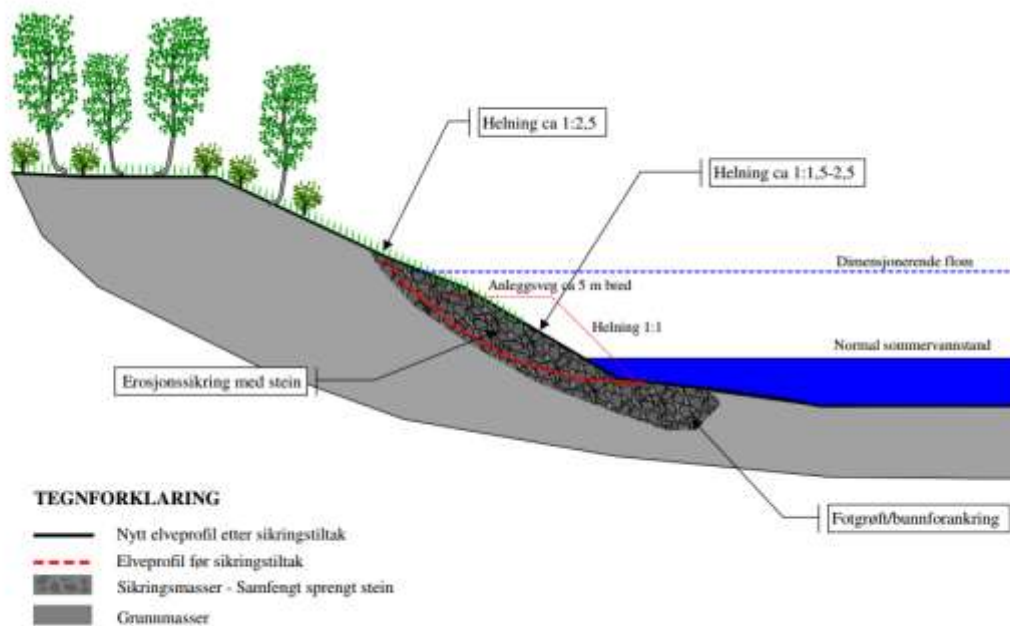 Helning ca 1:2,5
Helning ca 1:1,5-2,5
Dimensjonerende flom
Anleggsveg ca 5 m bred
Helning 1:1
Normal sommervannstand
Erosjonssikring med stein
Fotgrøft/bunnforankring
TEGNFORKLARING
Nytt elveprofil etter sikringstiltak
Elveprofil før sikringstiltak
Sikringsmasser - Samfengt sprengt stein
Grunnmasser